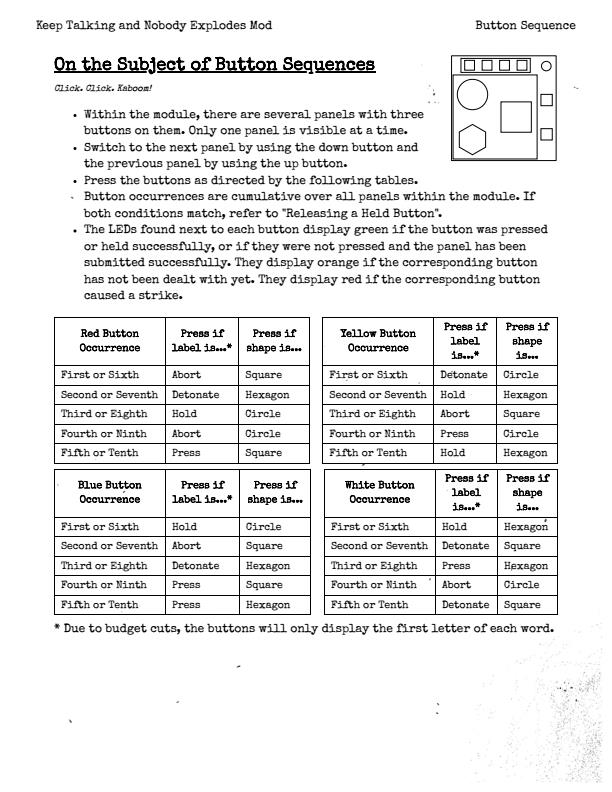 Keep Talking and Nobody Explodes Mod Button Sequence
On the Subject of Button Sequences
Click. Click. Kaboom!
• Within the module, there are several panels with three
buttons on them. Only one panel is visible at a time.
• Switch to the next panel by using the down button and
the previous panel by using the up button.
• Press the buttons as directed by the following tables.
• Button occurrences are cumulative over all panels within the module. If
both conditions match, refer to "Releasing a Held Button".
• The LEDs found next to each button display green if the button was pressed
or held successfully, or if they were not pressed and the panel has been
submitted successfully. They display orange if the corresponding button
has not been dealt with yet. They display red if the corresponding button
caused a strike.
Red Button Occurrence Press if label is...* Press if shape is...
First or Sixth Abort Square
Second or Seventh Detonate Hexagon
Third or Eighth Hold Circle
Fourth or Ninth Abort Circle
Fifth or Tenth Press Square
Yellow Button Occurrence Press if label is...* Press if shape is...
First or Sixth Detonate Circle
Second or Seventh Hold Hexagon
Third or Eighth Abort Square
Fourth or Ninth Press Circle
Fifth or Tenth Hold Hexagon
Blue Button Occurrence Press if label is...* Press if shape is...
First or Sixth Hold Circle
Second or Seventh Abort Square
Third or Eighth Detonate Hexagon
Fourth or Ninth Press Square
Fifth or Tenth Press Hexagon
White Button Occurrence Press if label is...* Press if shape is...
First or Sixth Hold Hexagon
Second or Seventh Detonate Square
Third or Eighth Press Hexagon
Fourth or Ninth Abort Circle
Fifth or Tenth Detonate Square
* Due to budget cuts, the buttons will only display the first letter of each word.